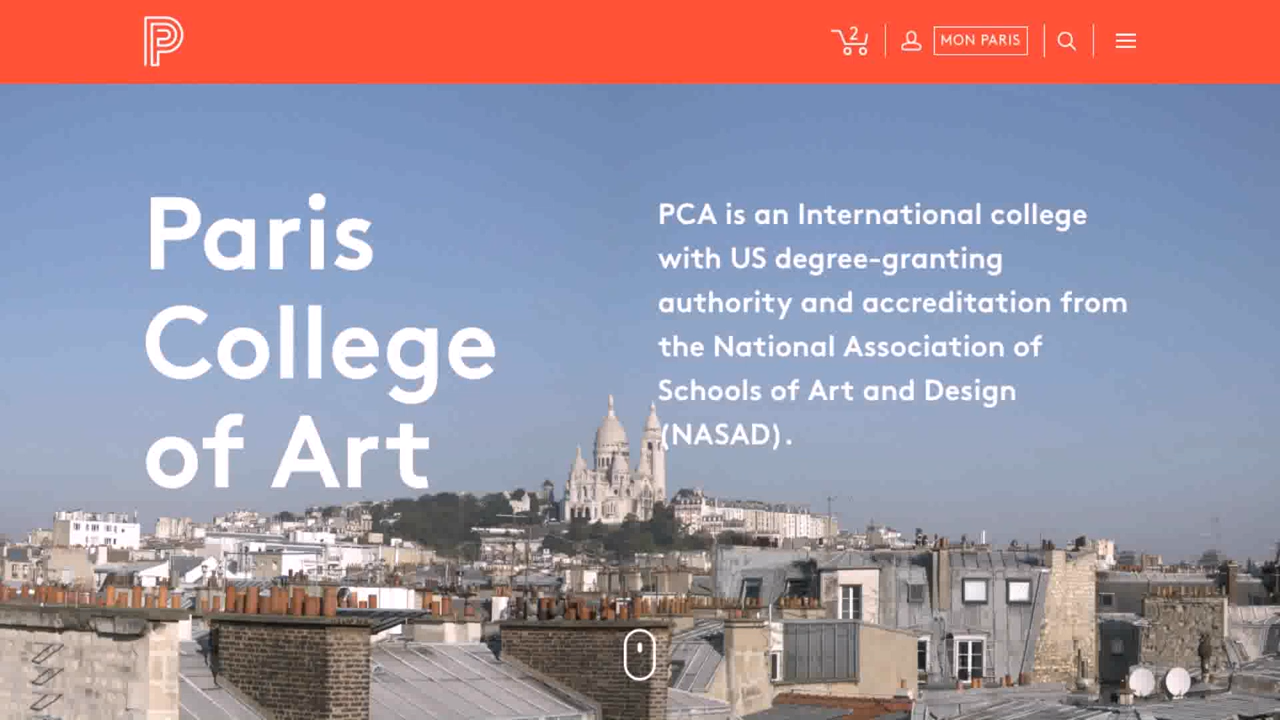 P
2
MON PARIS
Paris
College
of Art
PCA is an International college
with US degree-granting
authority and accreditation from
the National Association of
Schools of Art and Design
(NASAD).